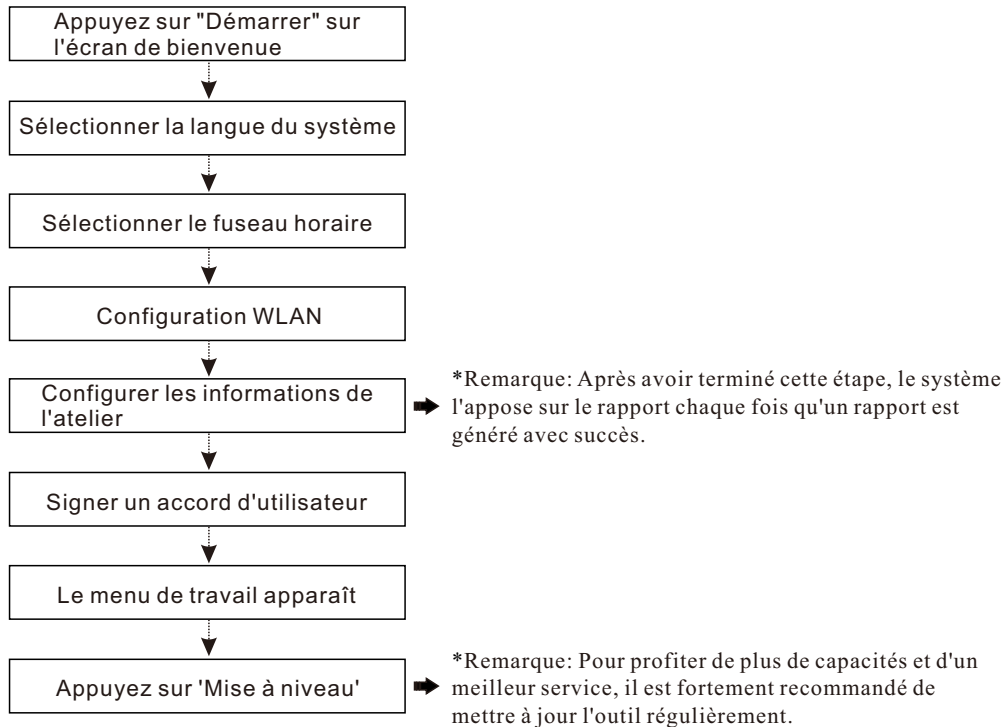 Appuyez sur "Démarrer" sur
l'écran de bienvenue
Sélectionner la langue du système
Sélectionner le fuseau horaire
Configuration WLAN
Configurer les informations de
l'atelier
*Remarque: Après avoir terminé cette étape, le système
l'appose sur le rapport chaque fois qu'un rapport est
généré avec succès.
Signer un accord d'utilisateur
Le menu de travail apparaît
Appuyez sur 'Mise à niveau'
*Remarque: Pour profiter de plus de capacités et d'un
meilleur service, il est fortement recommandé de
mettre à jour l'outil régulièrement.